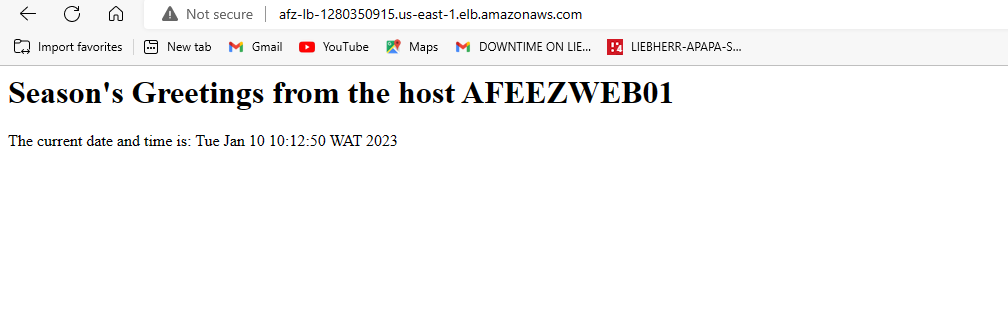 Not secure afz-lb-1280350915.us-east-1.elb.amazonaws.com
Import favorites New tab Gmail YouTube Maps DOWNTIME ON LIE... LIEBHERR-APAPA-S...
Season's Greetings from the host AFEEZWEB01
The current date and time is: Tue Jan 10 10:12:50 WAT 2023